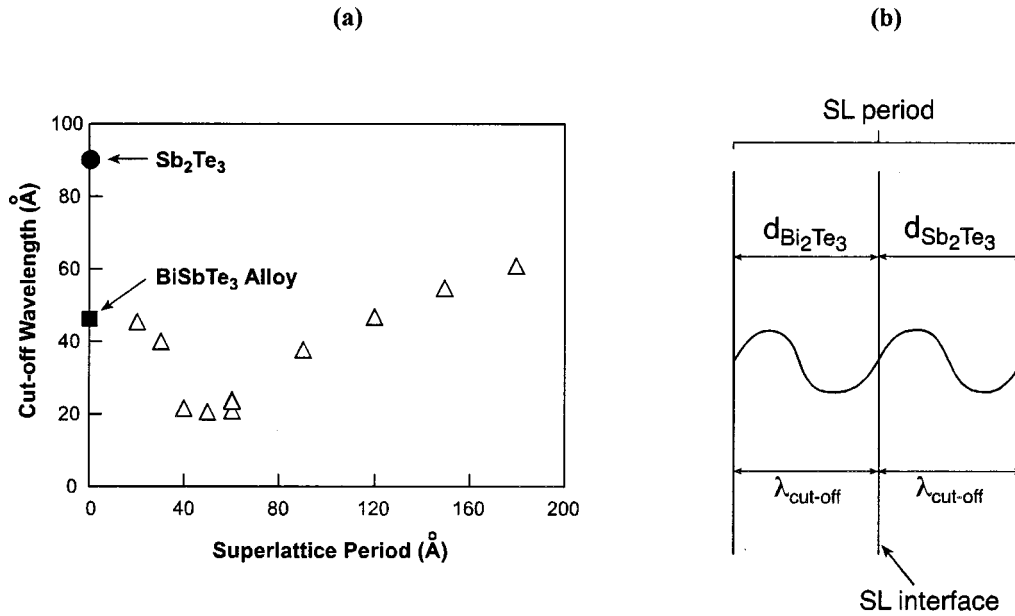 (a)
(b)
100
80
60
40
20
0
Cut-off Wavelength (Å)
Sb₂Te₃
BiSbTe₃ Alloy
0 40 80 120 160 200
Superlattice Period (Å)
SL period
dBi₂Te₃ dSb₂Te₃
λcut-off λcut-off
SL interface